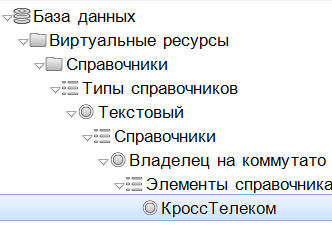 База данных
Виртуальные ресурсы
Справочники
Типы справочников
Текстовый
Справочники
Владелец на коммутато
Элементы справочника
КроссТелеком